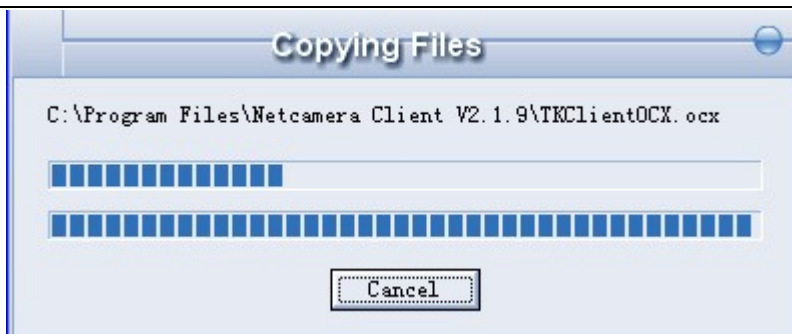 Copying Files
C:\Program Files\Netcamera Client V2.1.9\TKClientOCX.ocx
Cancel